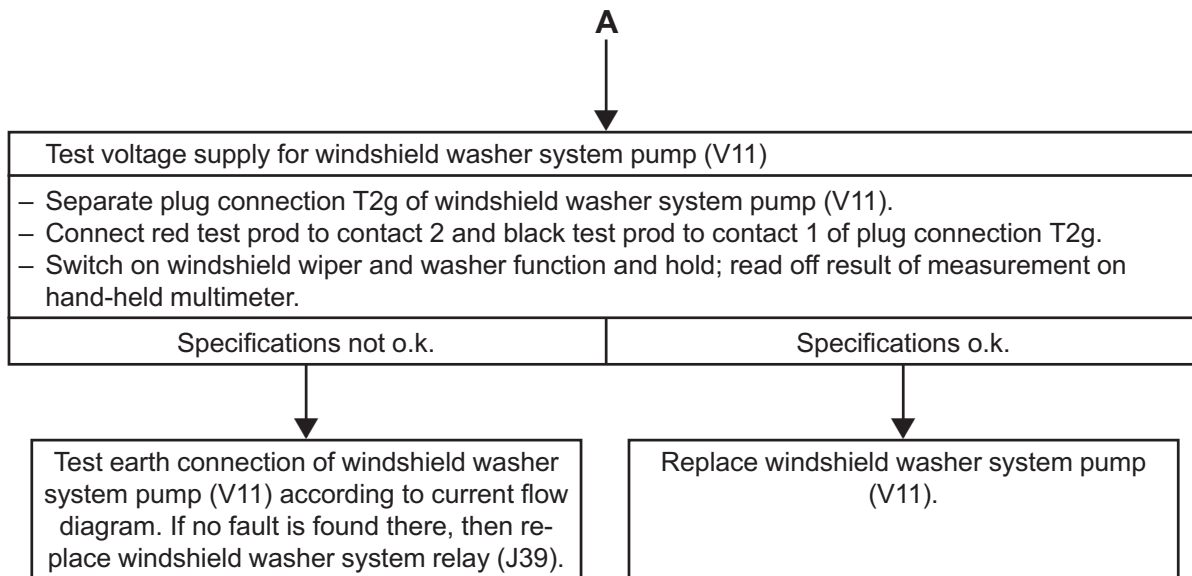 A
Test voltage supply for windshield washer system pump (V11)
– Separate plug connection T2g of windshield washer system pump (V11).
– Connect red test prod to contact 2 and black test prod to contact 1 of plug connection T2g.
– Switch on windshield wiper and washer function and hold; read off result of measurement on
hand-held multimeter.
Specifications not o.k.
Specifications o.k.
Test earth connection of windshield washer
system pump (V11) according to current flow
diagram. If no fault is found there, then re-
place windshield washer system relay (J39).
Replace windshield washer system pump
(V11).